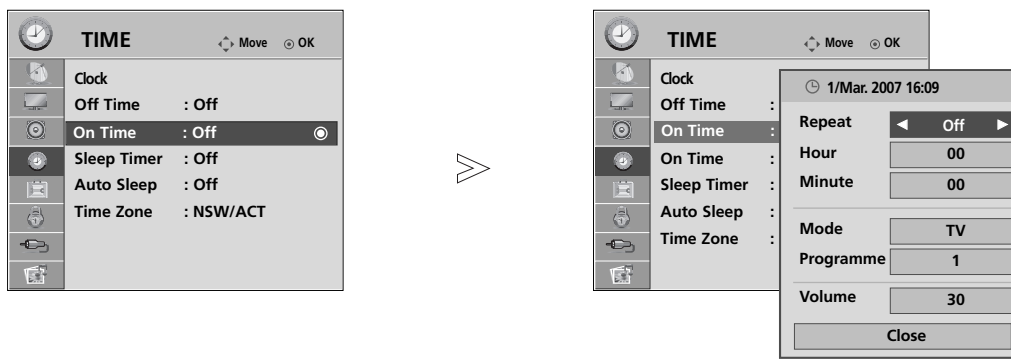 TIME
Move OK
Clock
Off Time : Off
On Time : Off
Sleep Timer : Off
Auto Sleep : Off
Time Zone : NSW/ACT
TIME
Move OK
Clock
Off Time :
On Time :
On Time :
Sleep Timer :
Auto Sleep :
Time Zone :
1/Mar. 2007 16:09
Repeat ◄ Off ►
Hour 00
Minute 00
Mode TV
Programme 1
Volume 30
Close